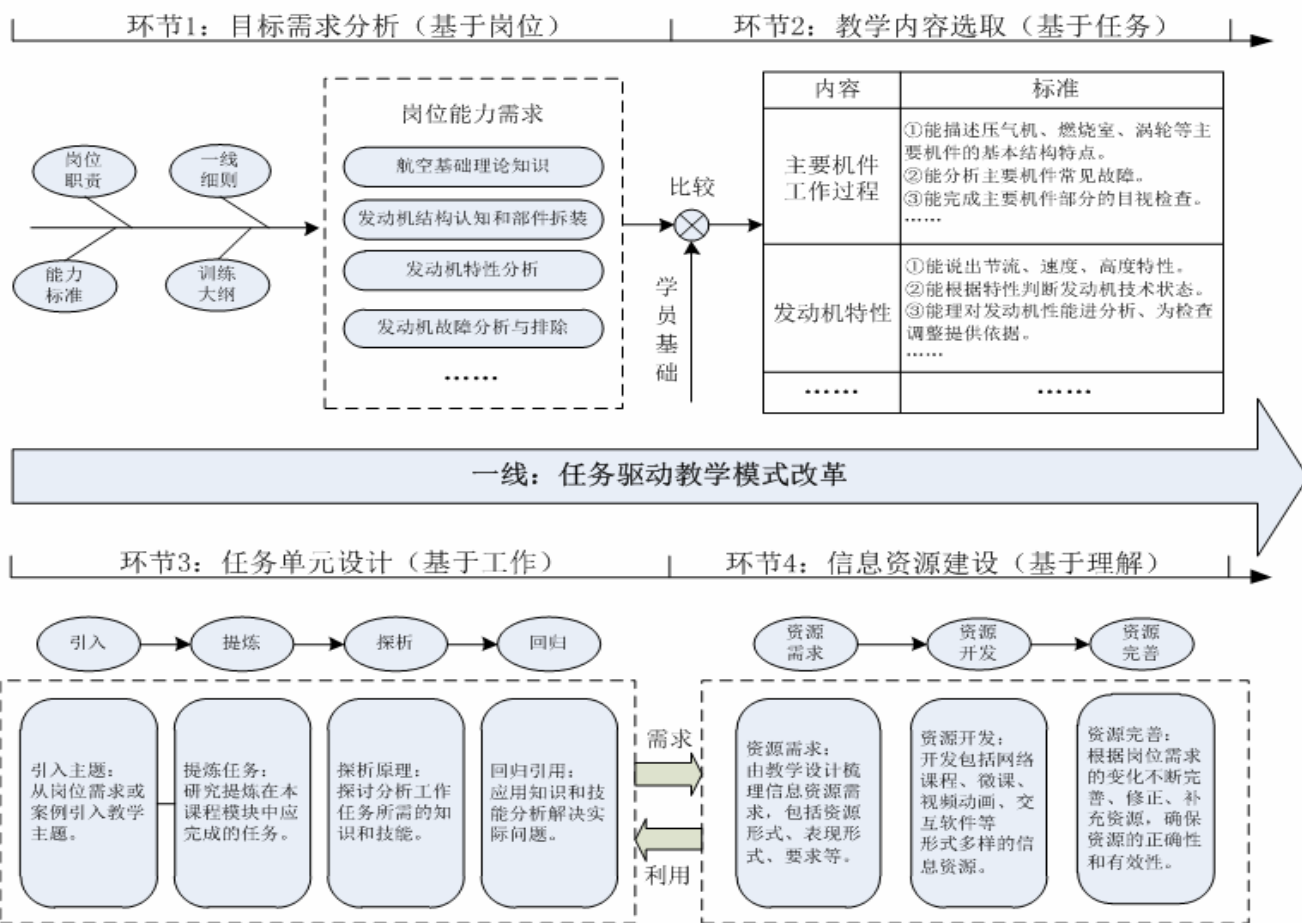 环节1：目标需求分析（基于岗位）
环节2：教学内容选取（基于任务）
岗位
职责
一线
细则
能力
标准
训练
大纲
岗位能力需求
航空基础理论知识
发动机结构认知和部件拆装
发动机特性分析
发动机故障分析与排除
……
比较
学
员
基
础
内容
标准
主要机件
工作过程
①能描述压气机、燃烧室、涡轮等主
要机件的基本结构特点。
②能分析主要机件常见故障。
③能完成主要机件部分的目视检查。
……
发动机特性
①能说出节流、速度、高度特性。
②能根据特性判断发动机技术状态。
③能理对发动机性能进分析、为检查
调整提供依据。
……
……
……
一线：任务驱动教学模式改革
环节3：任务单元设计（基于工作）
环节4：信息资源建设（基于理解）
引入
提炼
探析
回归
资源
需求
资源
开发
资源
完善
引入主题：
从岗位需求或
案例引入教学
主题。
提炼任务：
研究提炼在本
课程模块中应
完成的任务。
探析原理：
探讨分析工作
任务所需的知
识和技能。
回归引用：
应用知识和技
能分析解决实
际问题。
需求
利用
资源需求：
由教学设计梳
理信息资源需
求，包括资源
形式、表现形
式、要求等。
资源开发：
开发包括网络
课程、微课、
视频动画、交
互软件等
形式多样的信
息资源。
资源完善：
根据岗位需求
的变化不断完
善、修正、补
充资源，确保
资源的正确性
和有效性。